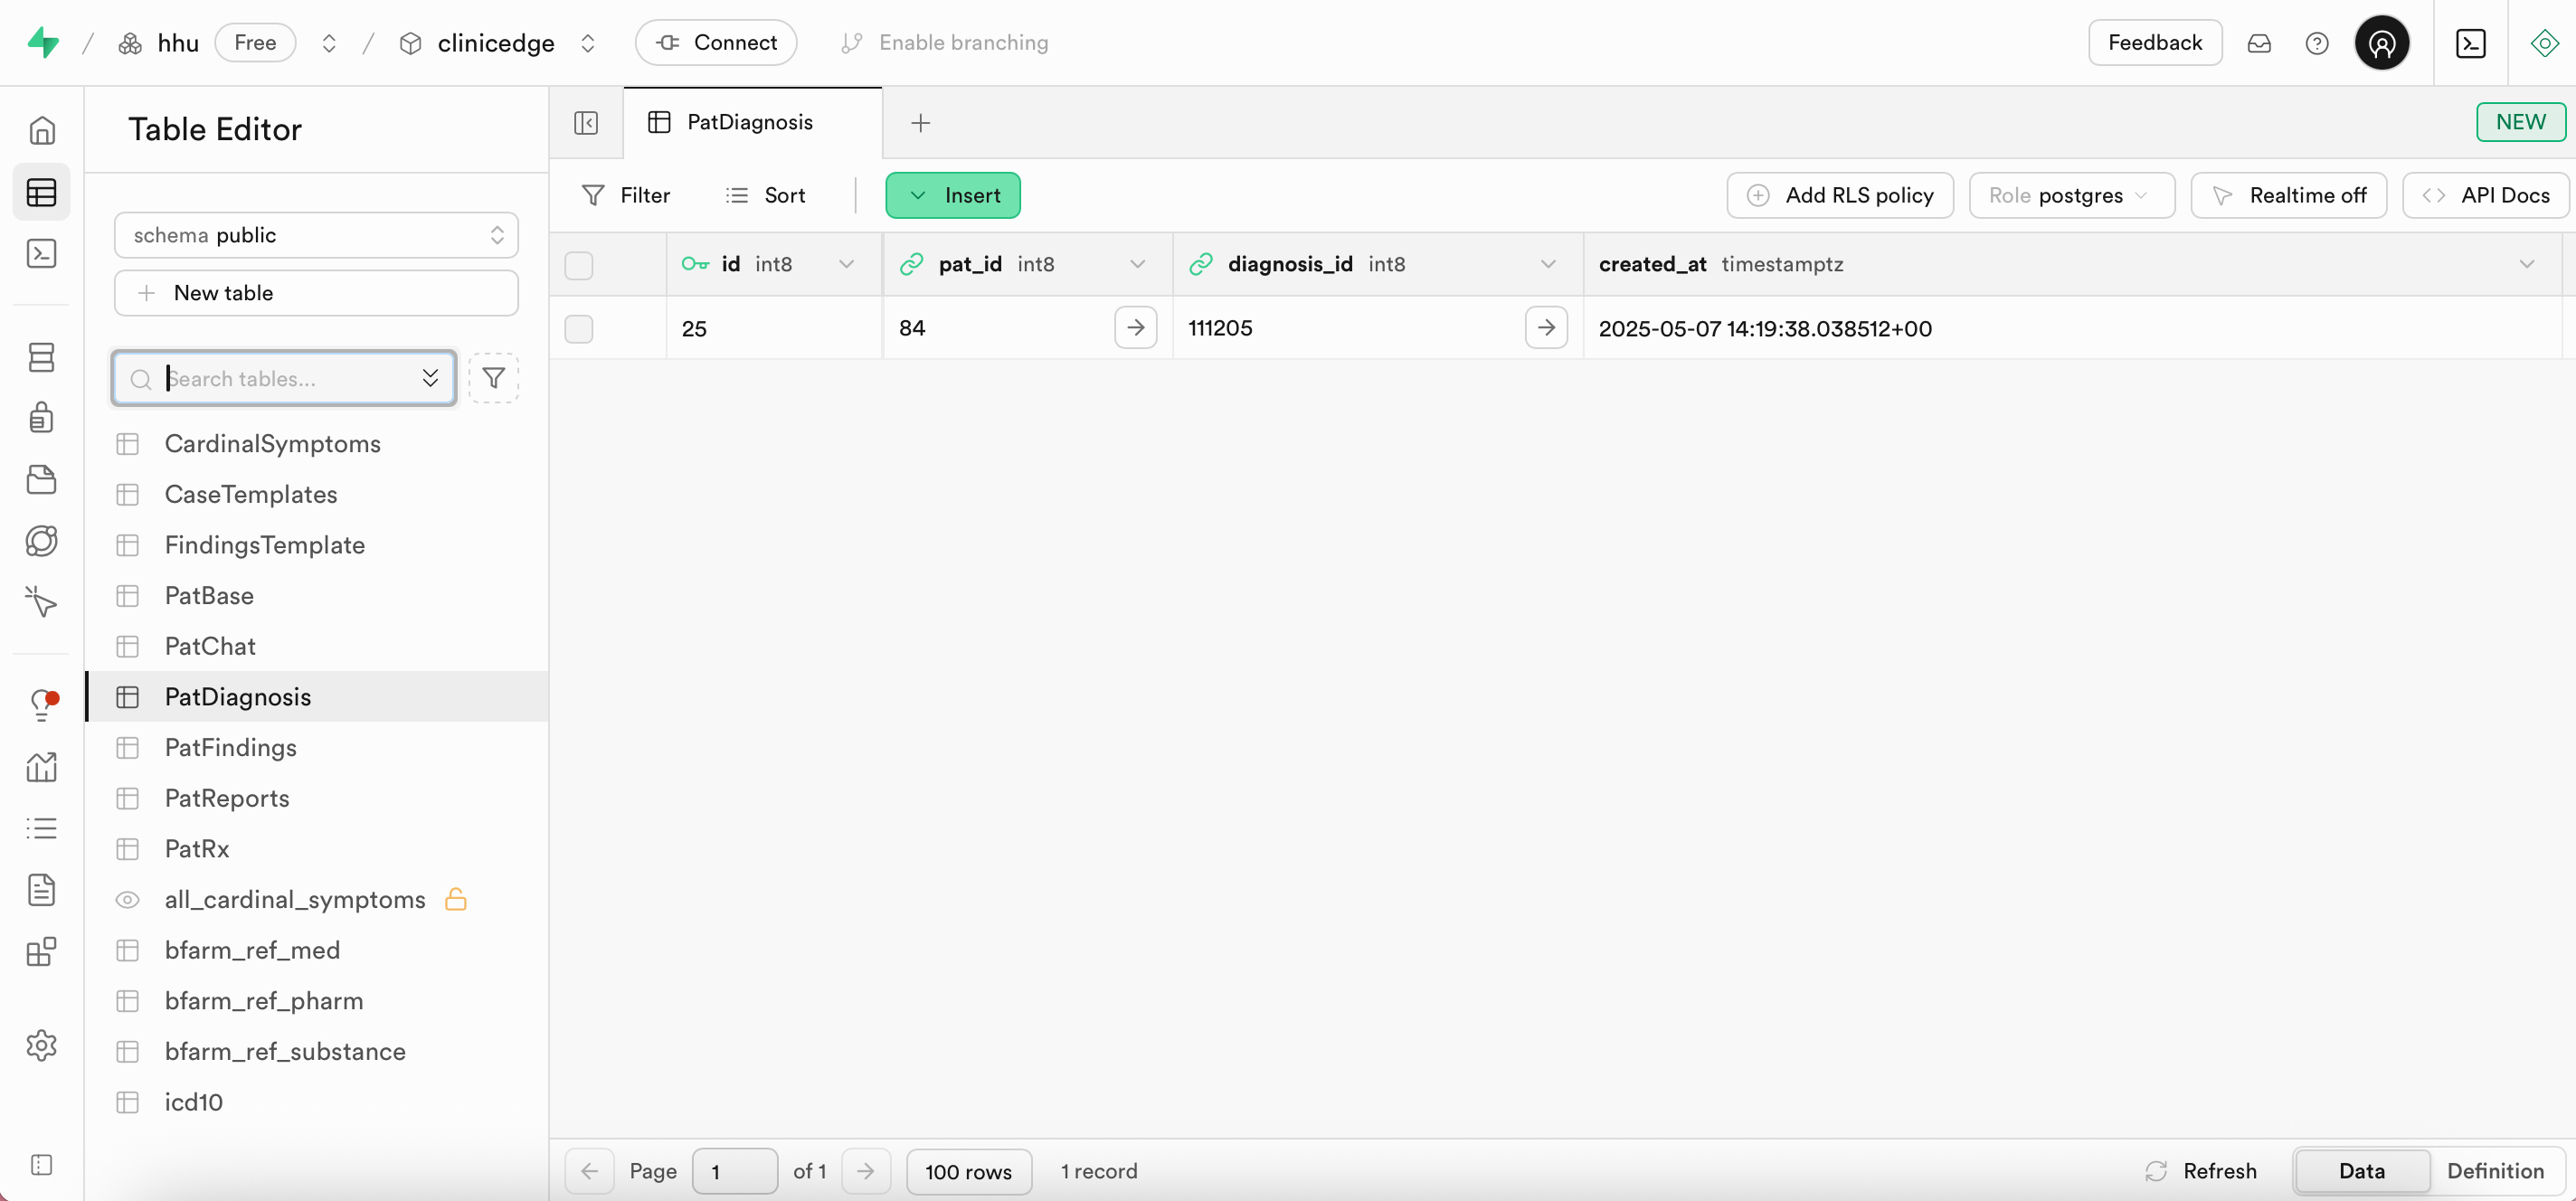 hhu Free clinicedge Connect Enable branching Feedback
Table Editor
schema public
New table
Search tables...
CardinalSymptoms
CaseTemplates
FindingsTemplate
PatBase
PatChat
PatDiagnosis
PatFindings
PatReports
PatRx
all_cardinal_symptoms
bfarm_ref_med
bfarm_ref_pharm
bfarm_ref_substance
icd10
PatDiagnosis NEW
Filter Sort Insert Add RLS policy Role postgres Realtime off API Docs
id int8 pat_id int8 diagnosis_id int8 created_at timestamptz
25 84 111205 2025-05-07 14:19:38.038512+00
Page 1 of 1 100 rows 1 record Refresh Data Definition